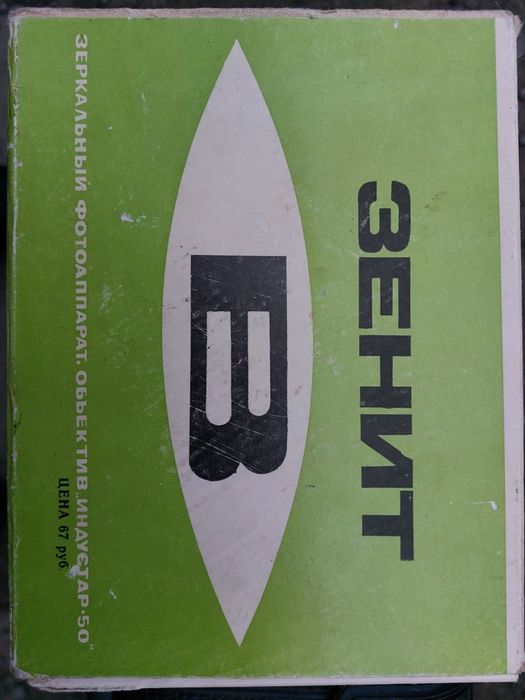 ЗЕНИТ
В
ЗЕРКАЛЬНЫЙ ФОТОАППАРАТ. ОБЪЕКТИВ „ИНДУСТАР-50“
ЦЕНА 67 руб.